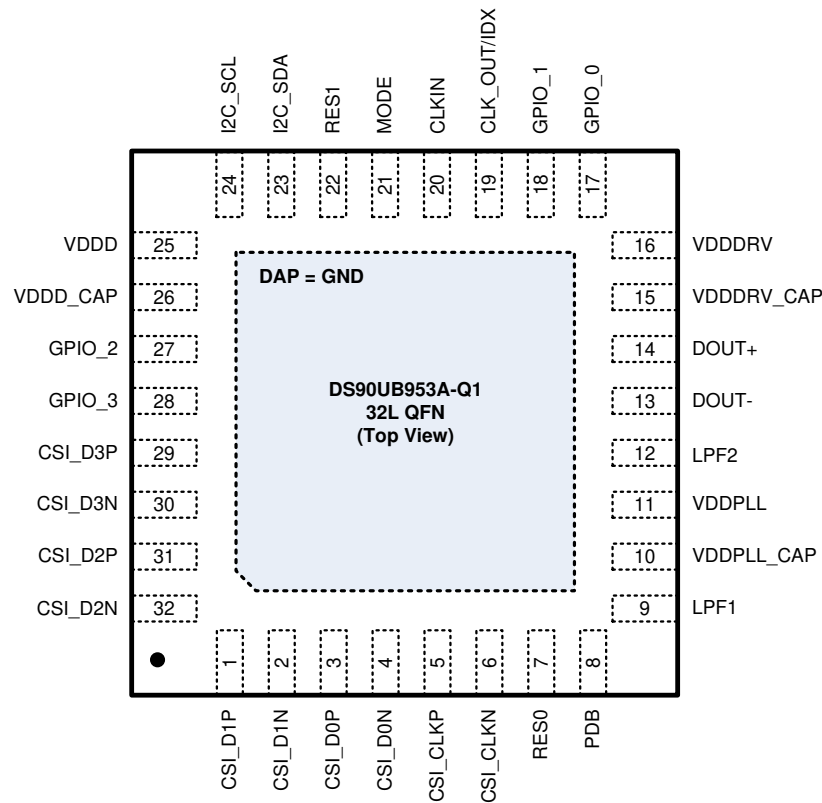 I2C_SCL
I2C_SDA
RES1
MODE
CLKIN
CLK_OUT/IDX
GPIO_1
GPIO_0
24
23
22
21
20
19
18
17
VDDD 25
VDDD_CAP 26
GPIO_2 27
GPIO_3 28
CSI_D3P 29
CSI_D3N 30
CSI_D2P 31
CSI_D2N 32
DAP = GND
DS90UB953A-Q1
32L QFN
(Top View)
16 VDDDRV
15 VDDDRV_CAP
14 DOUT+
13 DOUT-
12 LPF2
11 VDDPLL
10 VDDPLL_CAP
9 LPF1
1
2
3
4
5
6
7
8
CSI_D1P
CSI_D1N
CSI_D0P
CSI_D0N
CSI_CLKP
CSI_CLKN
RES0
PDB